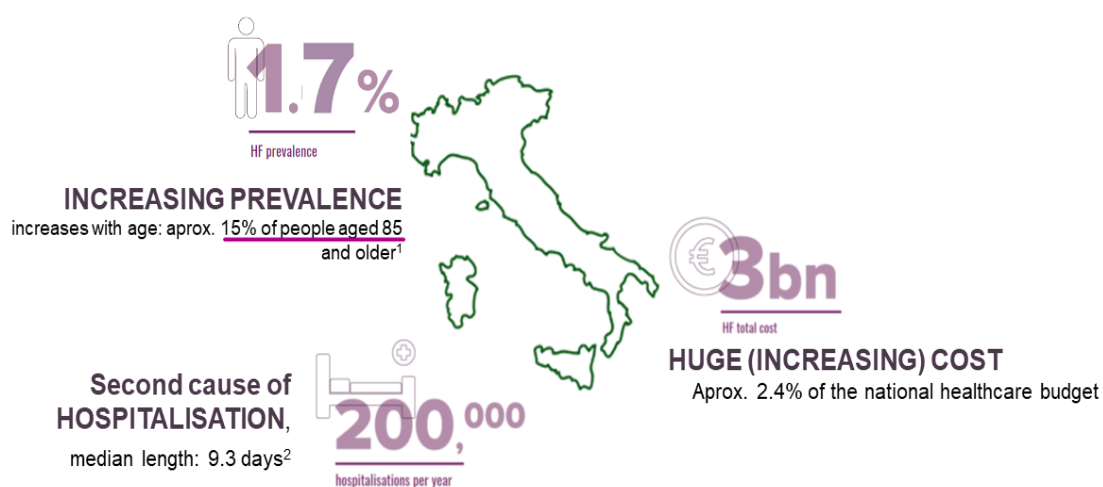 1.7%
HF prevalence
INCREASING PREVALENCE
increases with age: aprox. 15% of people aged 85
and older¹
€3bn
HF total cost
HUGE (INCREASING) COST
Aprox. 2.4% of the national healthcare budget
Second cause of
HOSPITALISATION,
median length: 9.3 days²
200,000
hospitalisations per year